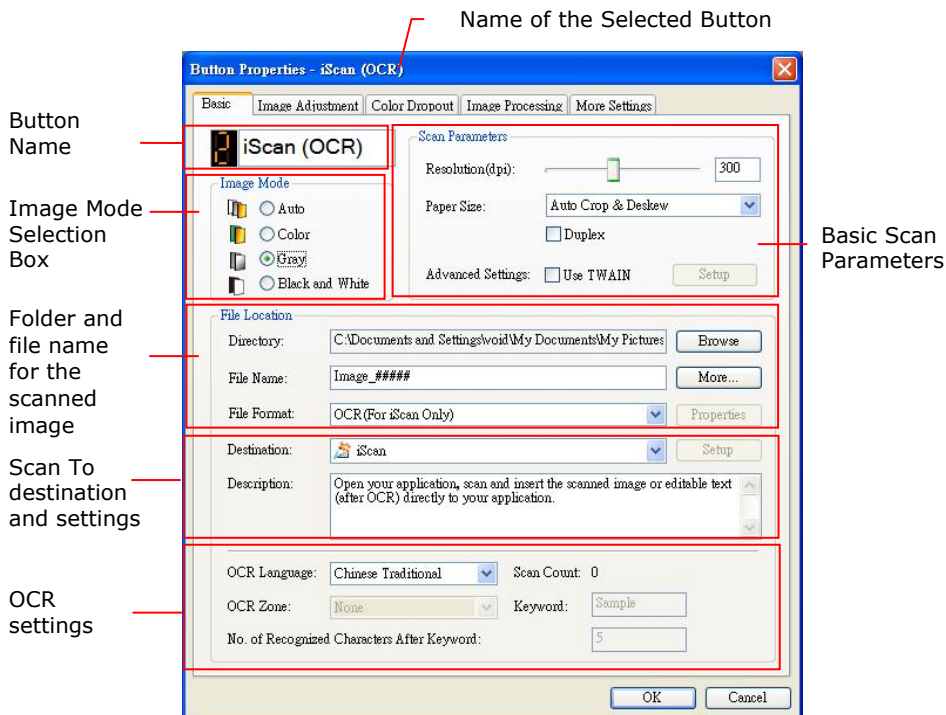 Name of the Selected Button
Button Properties - iScan (OCR)
Basic Image Adjustment Color Dropout Image Processing More Settings
Button
Name
2 iScan (OCR)
Image Mode
Auto
Color
Gray
Black and White
Image Mode
Selection
Box
Scan Parameters
Resolution(dpi): 300
Paper Size: Auto Crop & Deskew
Duplex
Advanced Settings: Use TWAIN Setup
Basic Scan
Parameters
Folder and
file name
for the
scanned
image
File Location
Directory: C:\Documents and Settings\void\My Documents\My Pictures Browse
File Name: Image_##### More...
File Format: OCR(For iScan Only) Properties
Scan To
destination
and settings
Destination: iScan Setup
Description: Open your application, scan and insert the scanned image or editable text
(after OCR) directly to your application.
OCR
settings
OCR Language: Chinese Traditional Scan Count: 0
OCR Zone: None Keyword: Sample
No. of Recognized Characters After Keyword: 5
OK Cancel